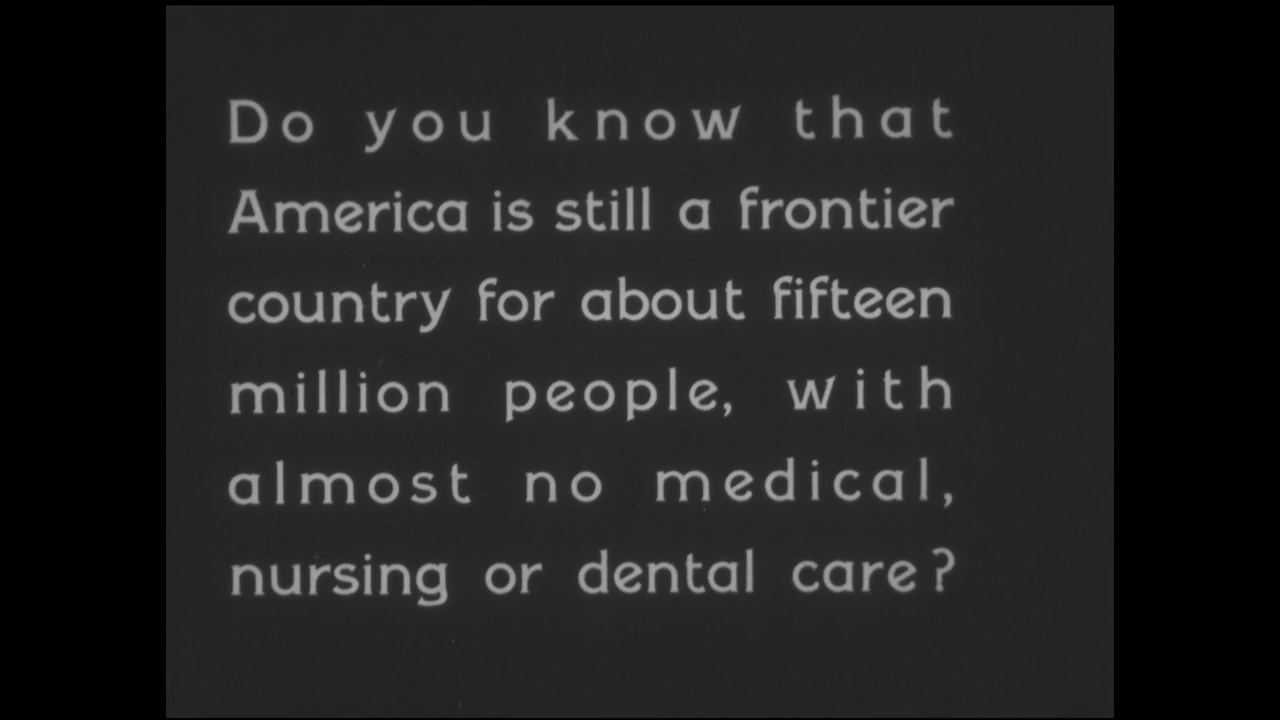 Do you know that
America is still a frontier
country for about fifteen
million people, with
almost no medical,
nursing or dental care?